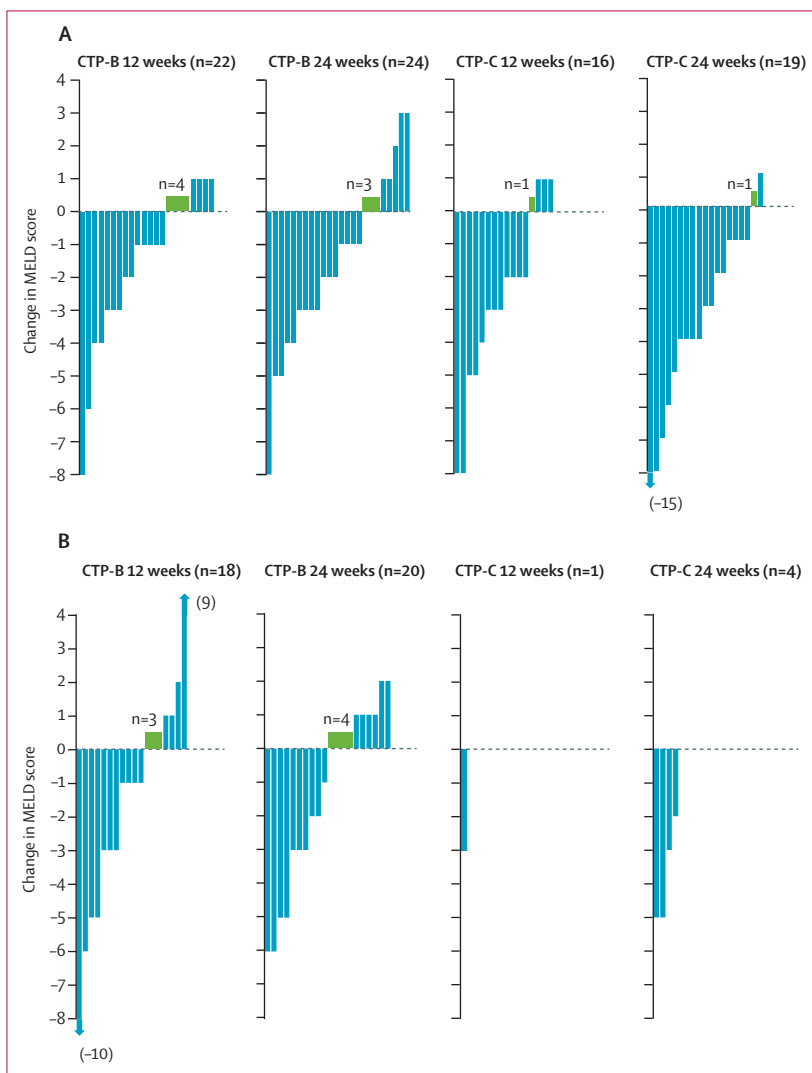 A
CTP-B 12 weeks (n=22)
CTP-B 24 weeks (n=24)
CTP-C 12 weeks (n=16)
CTP-C 24 weeks (n=19)
Change in MELD score
4
3
2
1
0
–1
–2
–3
–4
–5
–6
–7
–8
n=4
n=3
n=1
n=1
(–15)
B
CTP-B 12 weeks (n=18)
CTP-B 24 weeks (n=20)
CTP-C 12 weeks (n=1)
CTP-C 24 weeks (n=4)
Change in MELD score
4
3
2
1
0
–1
–2
–3
–4
–5
–6
–7
–8
(9)
n=3
n=4
(–10)